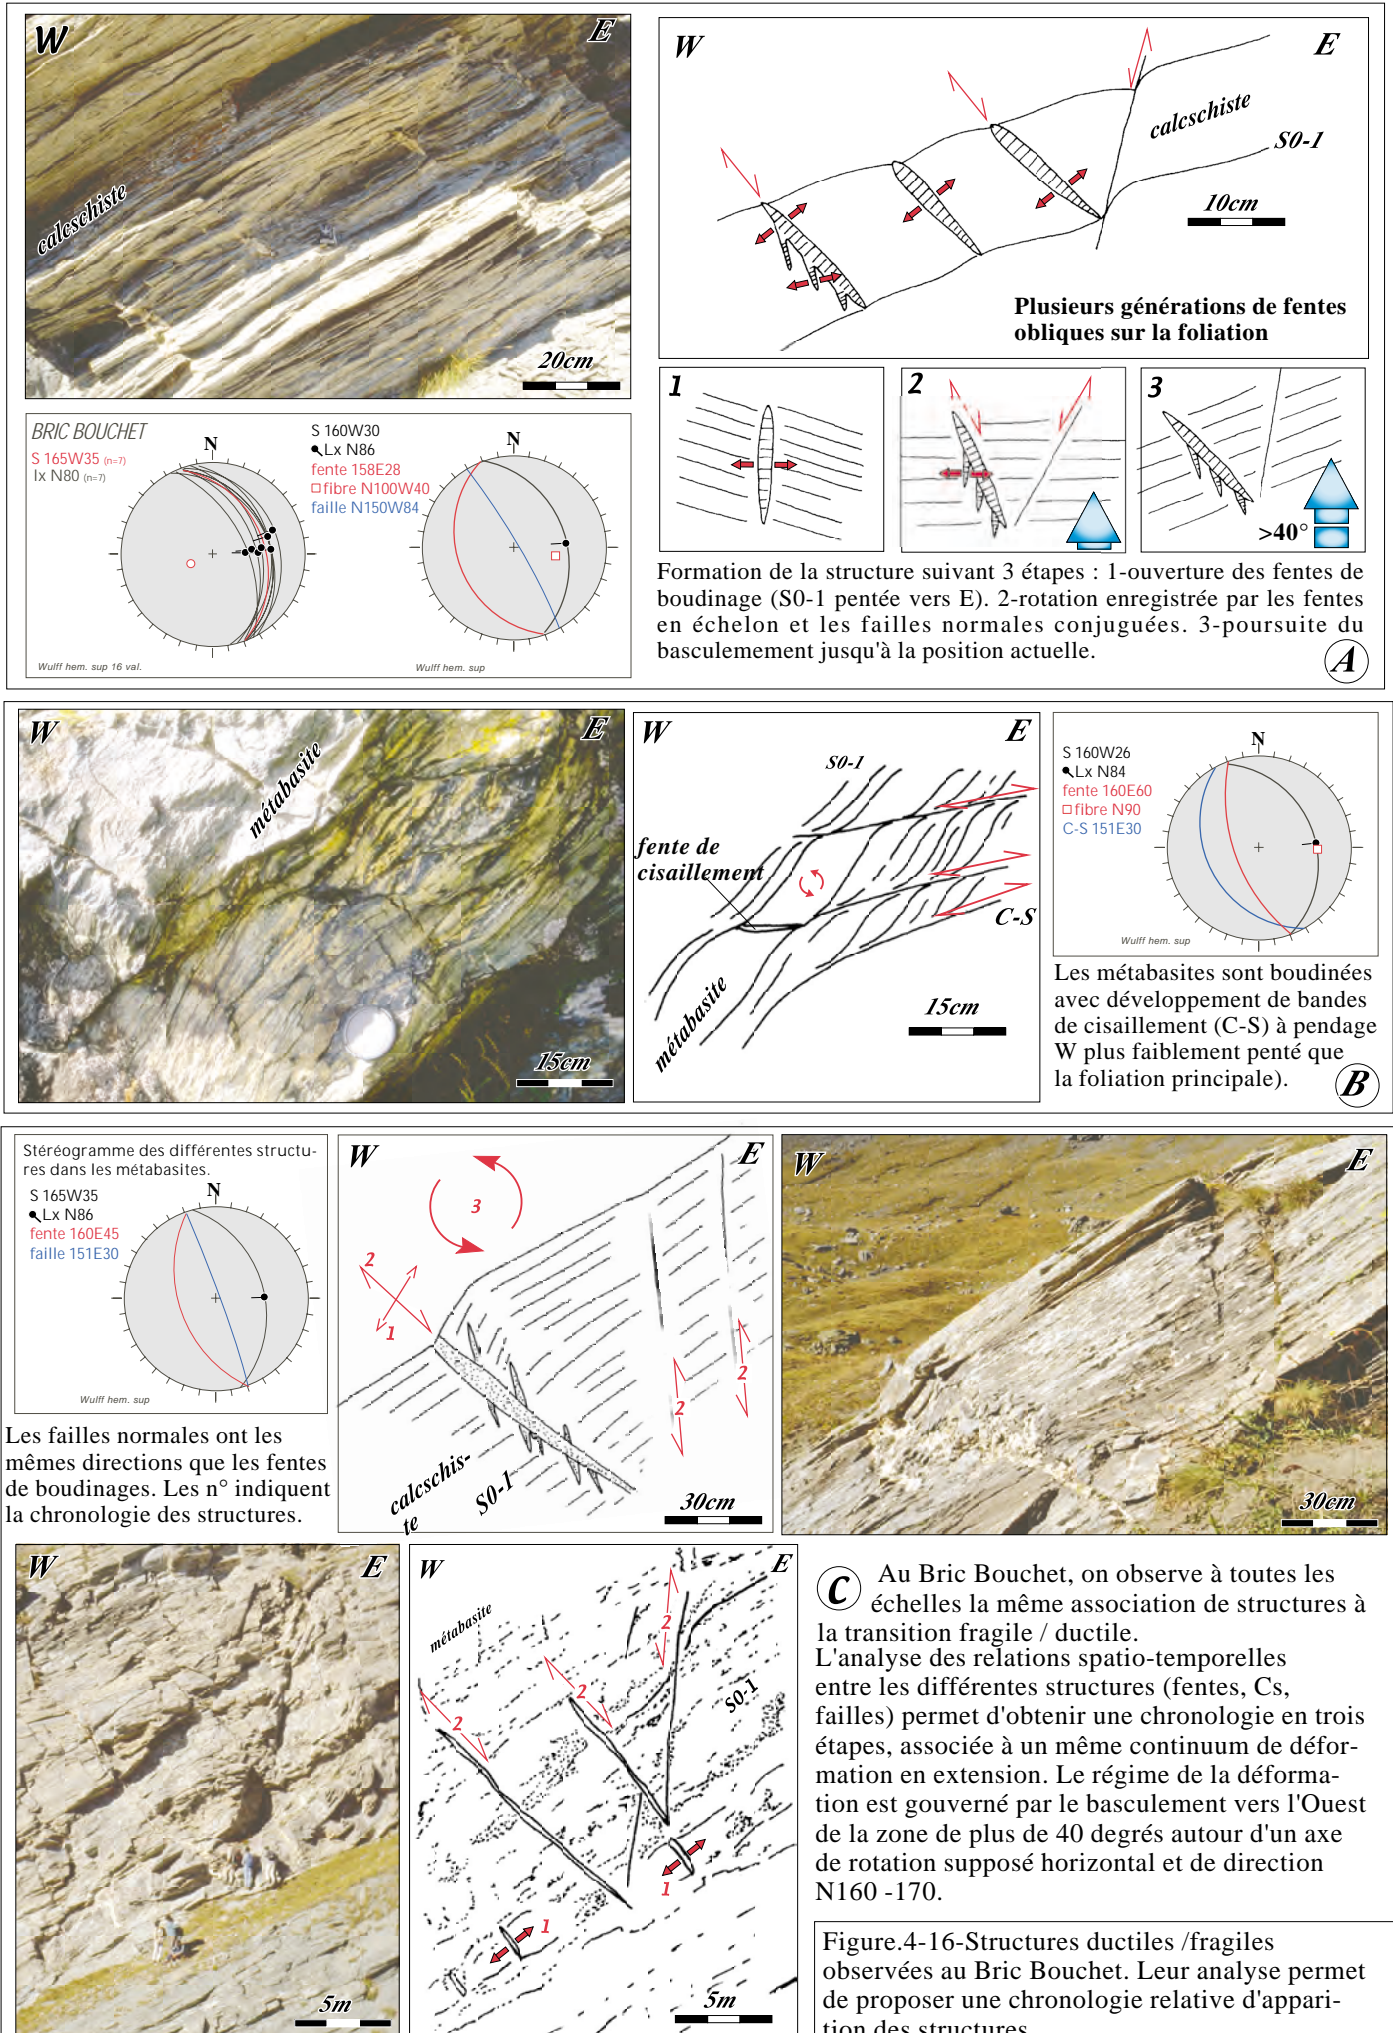 W
E
calcschiste
20cm
W
E
calcschiste
S0-1
10cm
Plusieurs générations de fentes
obliques sur la foliation
BRIC BOUCHET
S 165W35 (n=7)
lx N80 (n=7)
N
Wulff hem. sup 16 val.
S 160W30
Lx N86
fente 158E28
fibre N100W40
faille N150W84
N
Wulff hem. sup
1
2
3
>40°
Formation de la structure suivant 3 étapes : 1-ouverture des fentes de
boudinage (S0-1 pentée vers E). 2-rotation enregistrée par les fentes
en échelon et les failles normales conjuguées. 3-poursuite du
basculemement jusqu'à la position actuelle.
A
W
E
métabasite
15cm
W
E
S0-1
fente de
cisaillement
C-S
métabasite
15cm
S 160W26
Lx N84
fente 160E60
fibre N90
C-S 151E30
N
Wulff hem. sup
Les métabasites sont boudinées
avec développement de bandes
de cisaillement (C-S) à pendage
W plus faiblement penté que
la foliation principale).
B
Stéréogramme des différentes structu-
res dans les métabasites.
S 165W35
Lx N86
fente 160E45
faille 151E30
N
Wulff hem. sup
Les failles normales ont les
mêmes directions que les fentes
de boudinages. Les n° indiquent
la chronologie des structures.
W
E
3
2
1
2
2
calcschis-
te
S0-1
30cm
W
E
30cm
W
E
5m
W
E
métabasite
2
2
2
S0-1
1
1
5m
C
Au Bric Bouchet, on observe à toutes les
échelles la même association de structures à
la transition fragile / ductile.
L'analyse des relations spatio-temporelles
entre les différentes structures (fentes, Cs,
failles) permet d'obtenir une chronologie en trois
étapes, associée à un même continuum de défor-
mation en extension. Le régime de la déforma-
tion est gouverné par le basculement vers l'Ouest
de la zone de plus de 40 degrés autour d'un axe
de rotation supposé horizontal et de direction
N160 -170.
Figure.4-16-Structures ductiles /fragiles
observées au Bric Bouchet. Leur analyse permet
de proposer une chronologie relative d'appari-
tion des structures